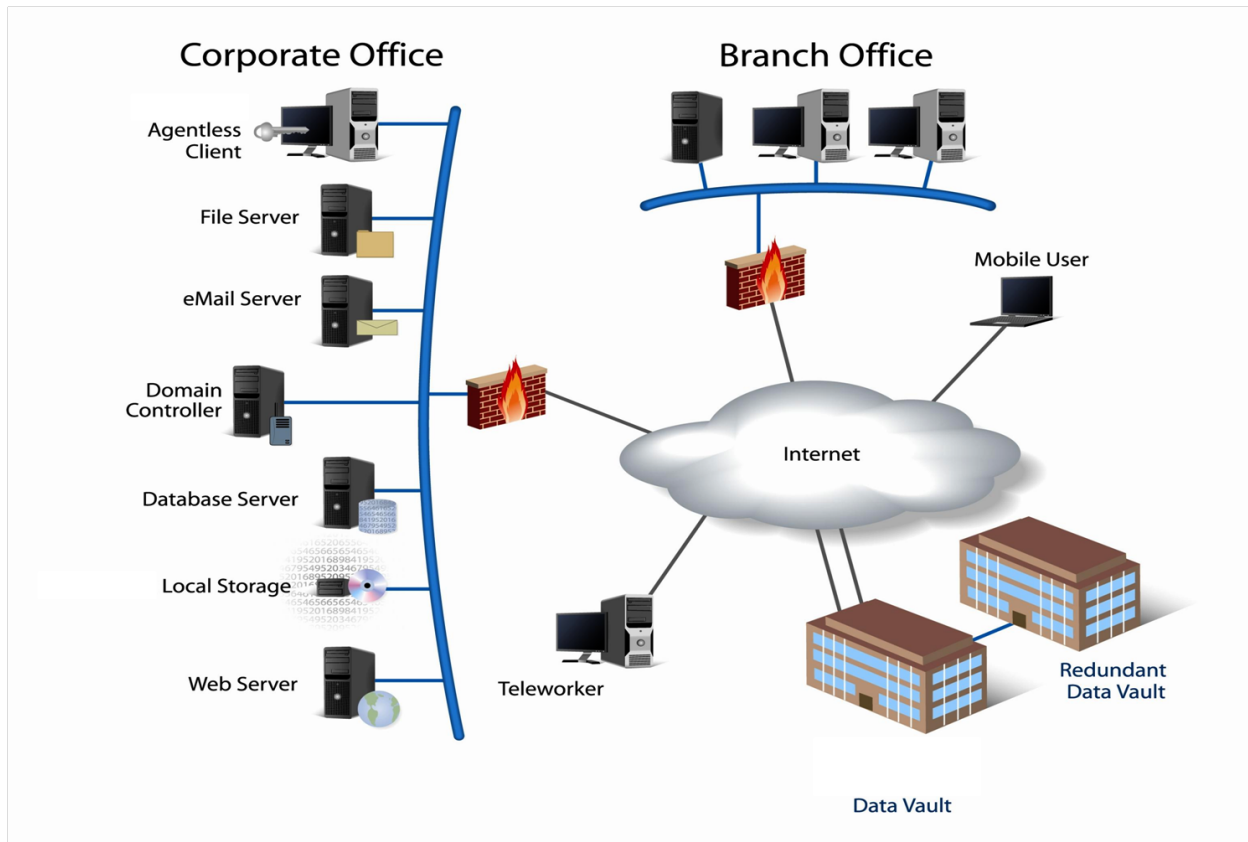 Corporate Office
Branch Office
Agentless
Client
File Server
eMail Server
Domain
Controller
Database Server
Local Storage
Web Server
Mobile User
Internet
Teleworker
Redundant
Data Vault
Data Vault